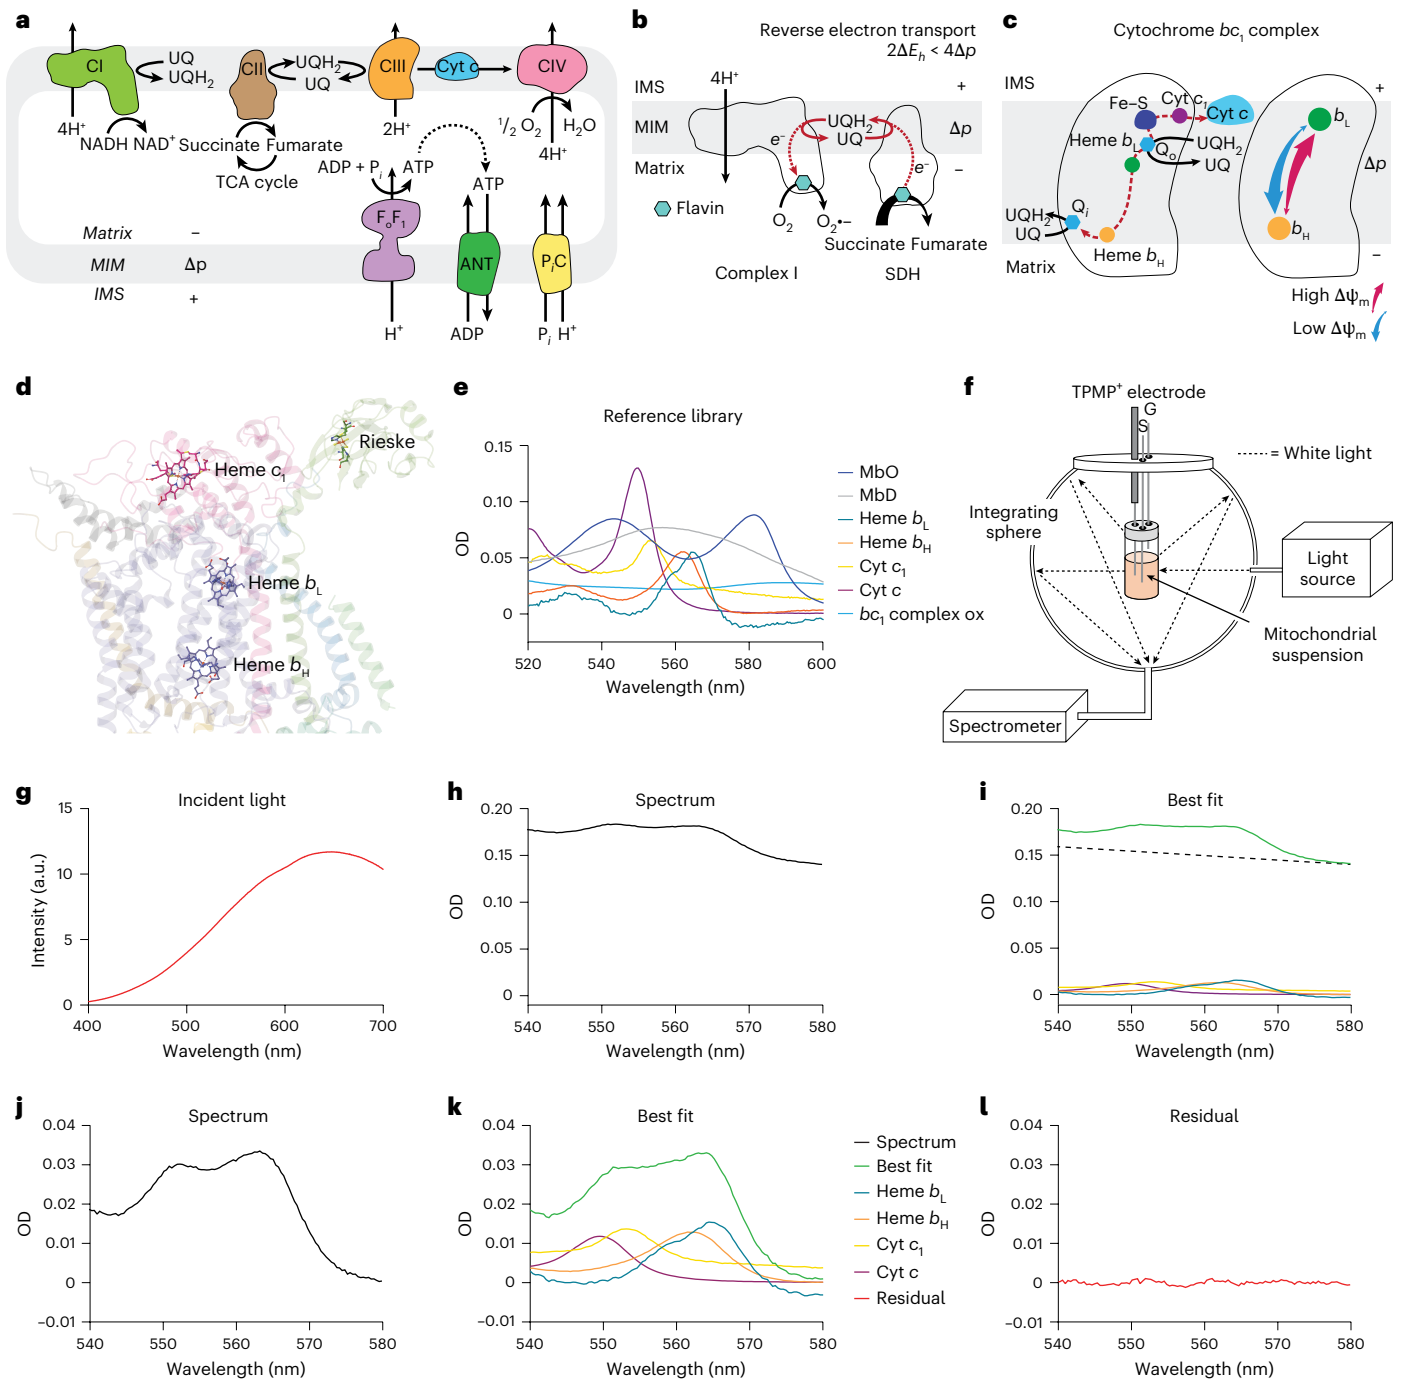 a
CI
UQ
UQH2
CII
UQH2
UQ
CIII
Cyt c
CIV
4H+
NADH NAD+
Succinate Fumarate
TCA cycle
2H+
1/2 O2
H2O
4H+
ADP + Pi
ATP
ATP
FoF1
ANT
PiC
Matrix −
MIM Δp
IMS +
H+
ADP
Pi H+
b
Reverse electron transport
2ΔEh < 4Δp
4H+
IMS
+
MIM
UQH2
UQ
Δp
e−
Matrix
e−
−
Flavin
O2
O2•−
Succinate Fumarate
Complex I
SDH
c
Cytochrome bc1 complex
IMS
+
Fe–S
Cyt c1
Cyt c
bL
Heme bL
Qo
UQH2
UQ
Δp
UQH2
UQ
Qi
bH
Matrix
Heme bH
−
High Δψm
Low Δψm
d
Heme c1
Rieske
Heme bL
Heme bH
e
Reference library
0.15
0.10
0.05
0
OD
520
540
560
580
600
Wavelength (nm)
MbO
MbD
Heme bL
Heme bH
Cyt c1
Cyt c
bc1 complex ox
f
TPMP+ electrode
G
S
= White light
Integrating
sphere
Light
source
Mitochondrial
suspension
Spectrometer
g
Incident light
15
10
5
0
Intensity (a.u.)
400
500
600
700
Wavelength (nm)
h
Spectrum
0.20
0.15
0.10
0.05
0
OD
540
550
560
570
580
Wavelength (nm)
i
Best fit
0.20
0.15
0.20
0.05
0
OD
540
550
560
570
580
Wavelength (nm)
j
Spectrum
0.04
0.03
0.02
0.01
0
−0.01
OD
540
550
560
570
580
Wavelength (nm)
k
Best fit
0.04
0.03
0.02
0.01
0
−0.01
OD
540
550
560
570
580
Wavelength (nm)
Spectrum
Best fit
Heme bL
Heme bH
Cyt c1
Cyt c
Residual
l
Residual
0.04
0.03
0.02
0.01
0
−0.01
OD
540
550
560
570
580
Wavelength (nm)